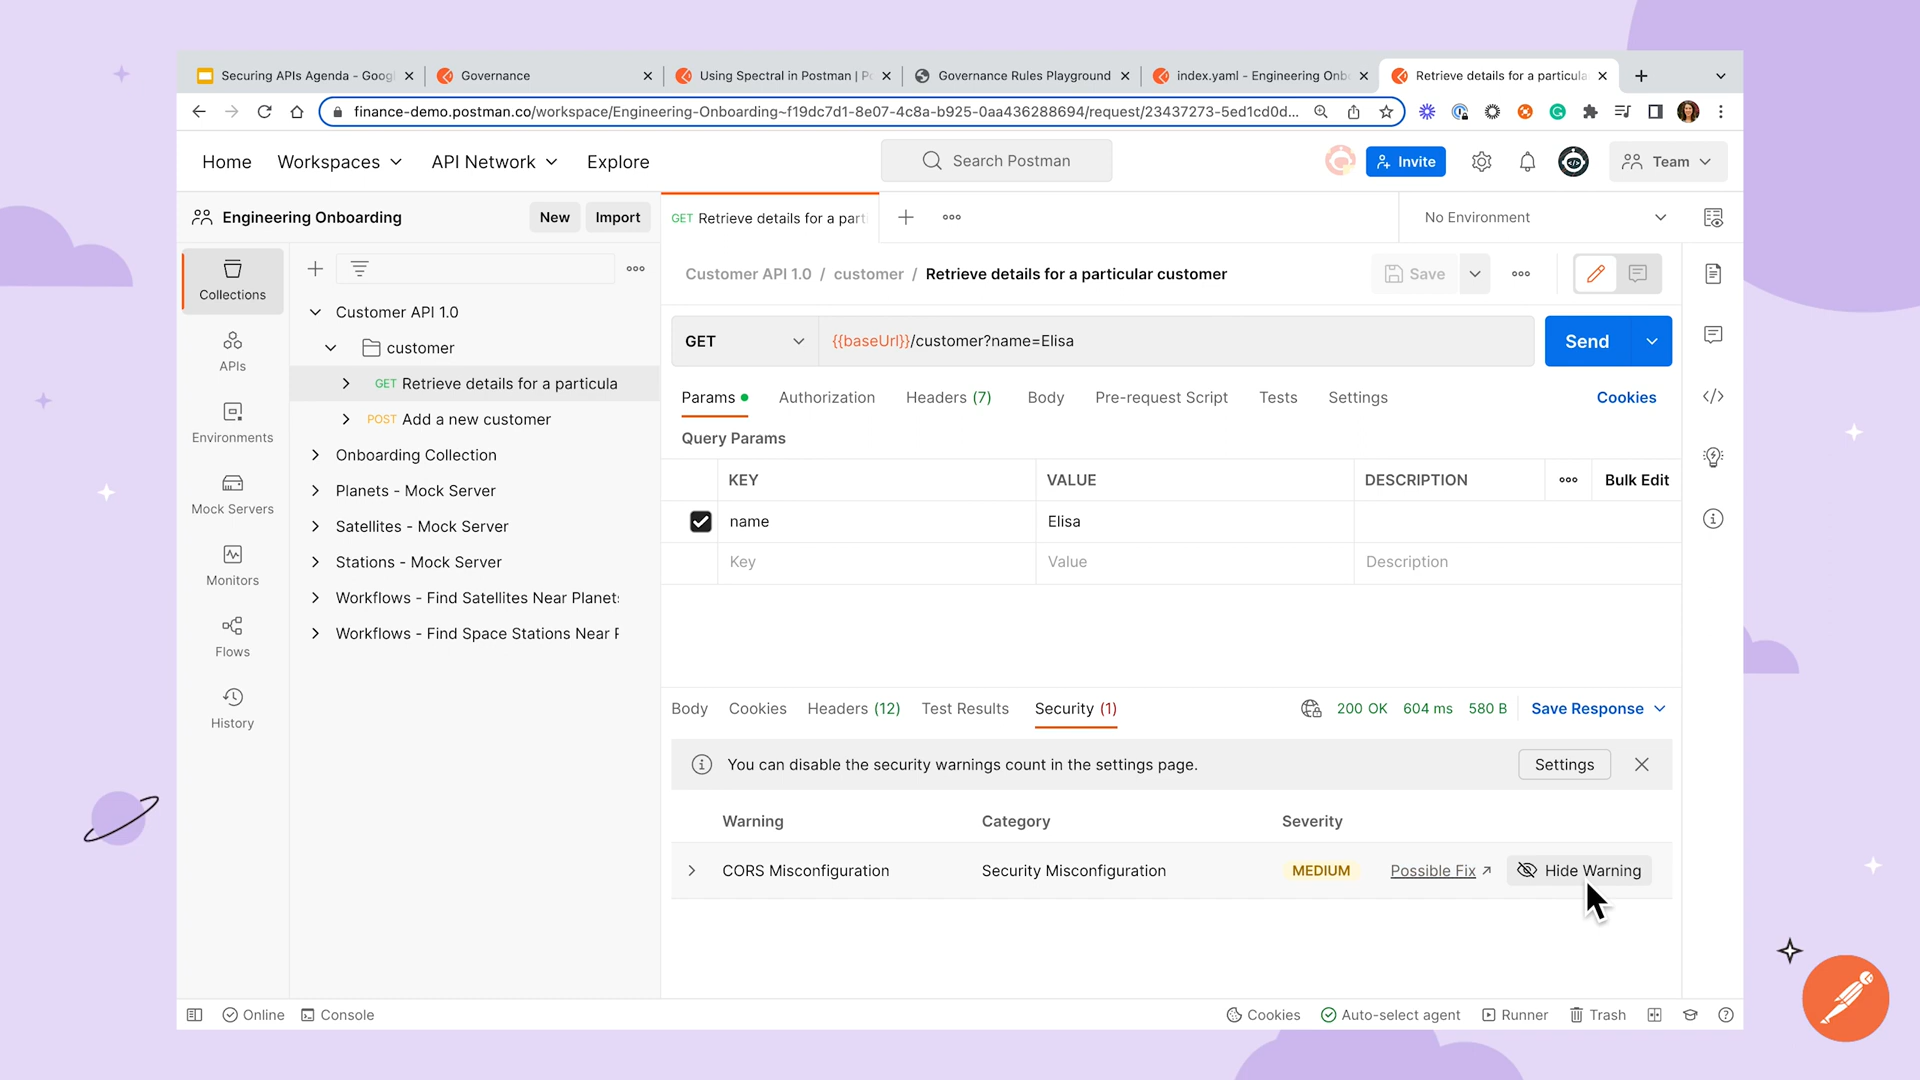 Securing APIs Agenda - Goog
Governance
Using Spectral in Postman | Po
Governance Rules Playground
index.yaml - Engineering Onb
Retrieve details for a particula
finance-demo.postman.co/workspace/Engineering-Onboarding~f19dc7d1-8e07-4c8a-b925-0aa436288694/request/23437273-5ed1cd0d...
Home
Workspaces
API Network
Explore
Search Postman
Invite
Team
Engineering Onboarding
New
Import
GET Retrieve details for a part
No Environment
Collections
APIs
Environments
Mock Servers
Monitors
Flows
History
Customer API 1.0
customer
GET Retrieve details for a particula
POST Add a new customer
Onboarding Collection
Planets - Mock Server
Satellites - Mock Server
Stations - Mock Server
Workflows - Find Satellites Near Planet
Workflows - Find Space Stations Near
Customer API 1.0 / customer / Retrieve details for a particular customer
Save
GET
{{baseUrl}}/customer?name=Elisa
Send
Params
Authorization
Headers (7)
Body
Pre-request Script
Tests
Settings
Cookies
Query Params
KEY
VALUE
DESCRIPTION
Bulk Edit
name
Elisa
Key
Value
Description
Body
Cookies
Headers (12)
Test Results
Security (1)
200 OK
604 ms
580 B
Save Response
You can disable the security warnings count in the settings page.
Settings
Warning
Category
Severity
CORS Misconfiguration
Security Misconfiguration
MEDIUM
Possible Fix
Hide Warning
Online
Console
Cookies
Auto-select agent
Runner
Trash